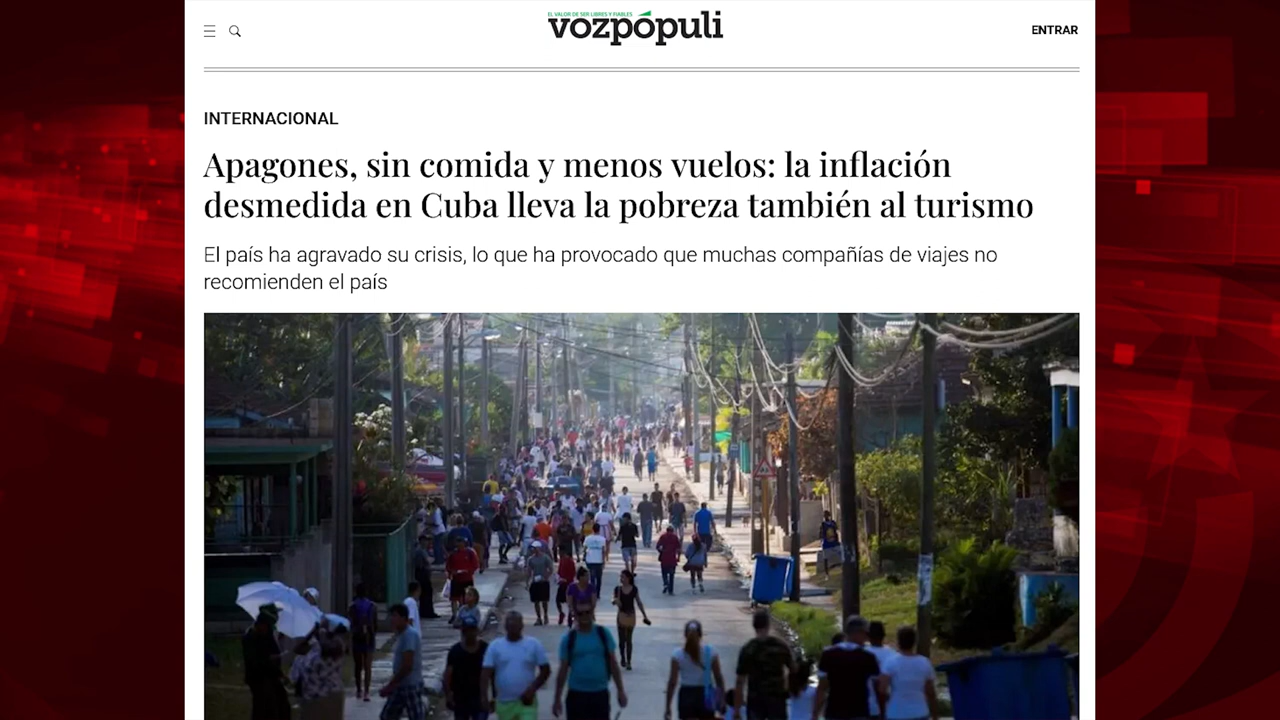 EL VALOR DE SER LIBRES Y FIABLES
vozpópuli
ENTRAR
INTERNACIONAL
Apagones, sin comida y menos vuelos: la inflación
desmedida en Cuba lleva la pobreza también al turismo
El país ha agravado su crisis, lo que ha provocado que muchas compañías de viajes no
recomienden el país